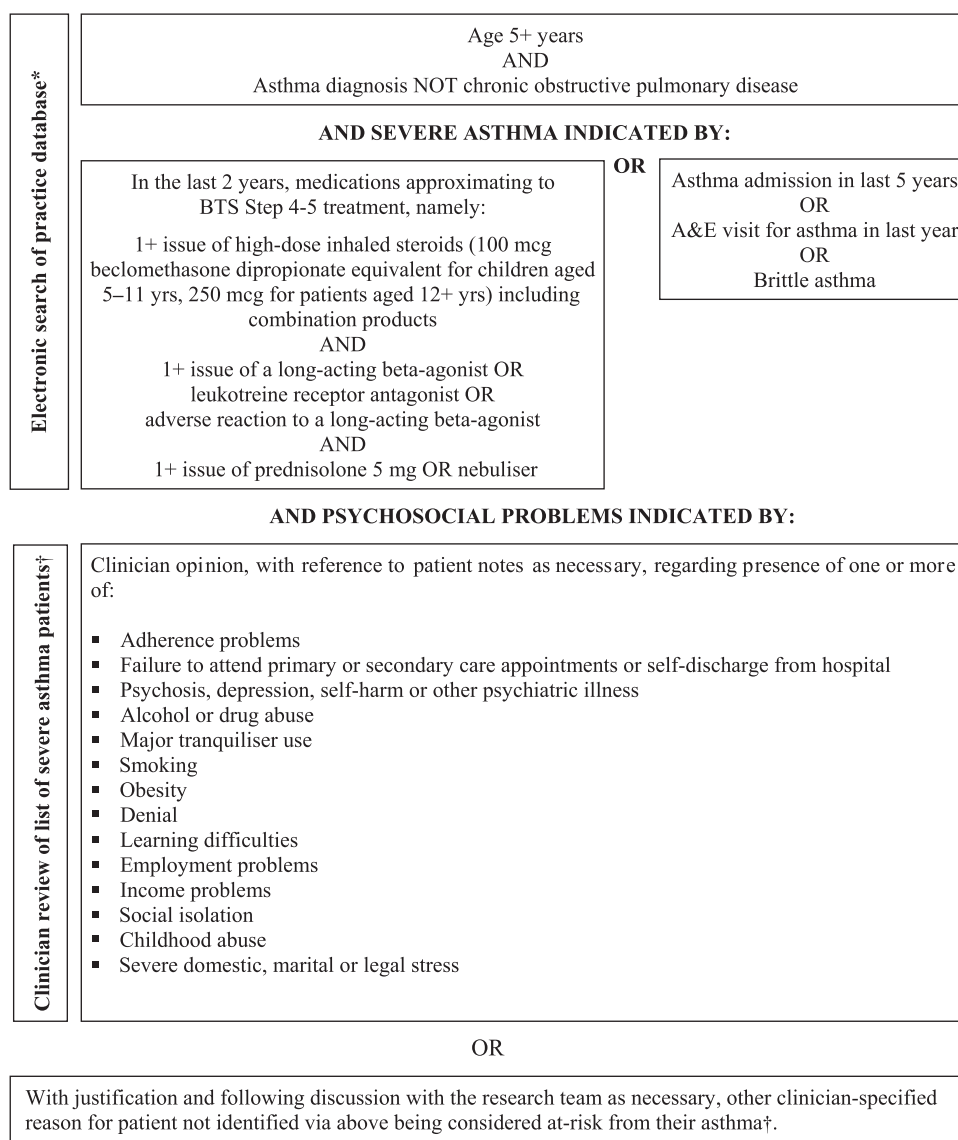 Electronic search of practice database*
Age 5+ years
AND
Asthma diagnosis NOT chronic obstructive pulmonary disease
AND SEVERE ASTHMA INDICATED BY:
In the last 2 years, medications approximating to
BTS Step 4-5 treatment, namely:
1+ issue of high-dose inhaled steroids (100 mcg
beclomethasone dipropionate equivalent for children aged
5–11 yrs, 250 mcg for patients aged 12+ yrs) including
combination products
AND
1+ issue of a long-acting beta-agonist OR
leukotreine receptor antagonist OR
adverse reaction to a long-acting beta-agonist
AND
1+ issue of prednisolone 5 mg OR nebuliser
OR
Asthma admission in last 5 years
OR
A&E visit for asthma in last year
OR
Brittle asthma
AND PSYCHOSOCIAL PROBLEMS INDICATED BY:
Clinician review of list of severe asthma patients†
Clinician opinion, with reference to patient notes as necessary, regarding presence of one or more
of:
▪ Adherence problems
▪ Failure to attend primary or secondary care appointments or self-discharge from hospital
▪ Psychosis, depression, self-harm or other psychiatric illness
▪ Alcohol or drug abuse
▪ Major tranquiliser use
▪ Smoking
▪ Obesity
▪ Denial
▪ Learning difficulties
▪ Employment problems
▪ Income problems
▪ Social isolation
▪ Childhood abuse
▪ Severe domestic, marital or legal stress
OR
With justification and following discussion with the research team as necessary, other clinician-specified
reason for patient not identified via above being considered at-risk from their asthma†.